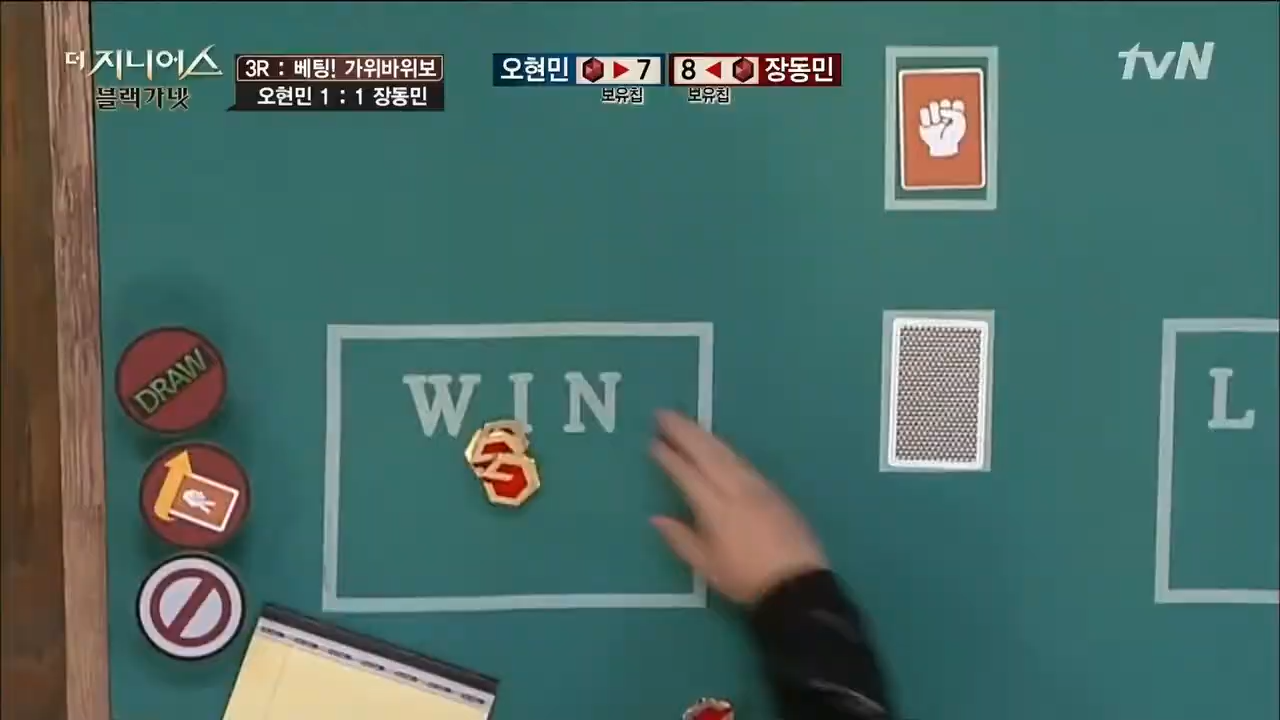 더 지니어스
블랙가넷
3R : 베팅! 가위바위보
오현민 1 : 1 장동민
오현민 ▶ 7
보유칩
8 ◀ 장동민
보유칩
tvN
DRAW
WIN
L